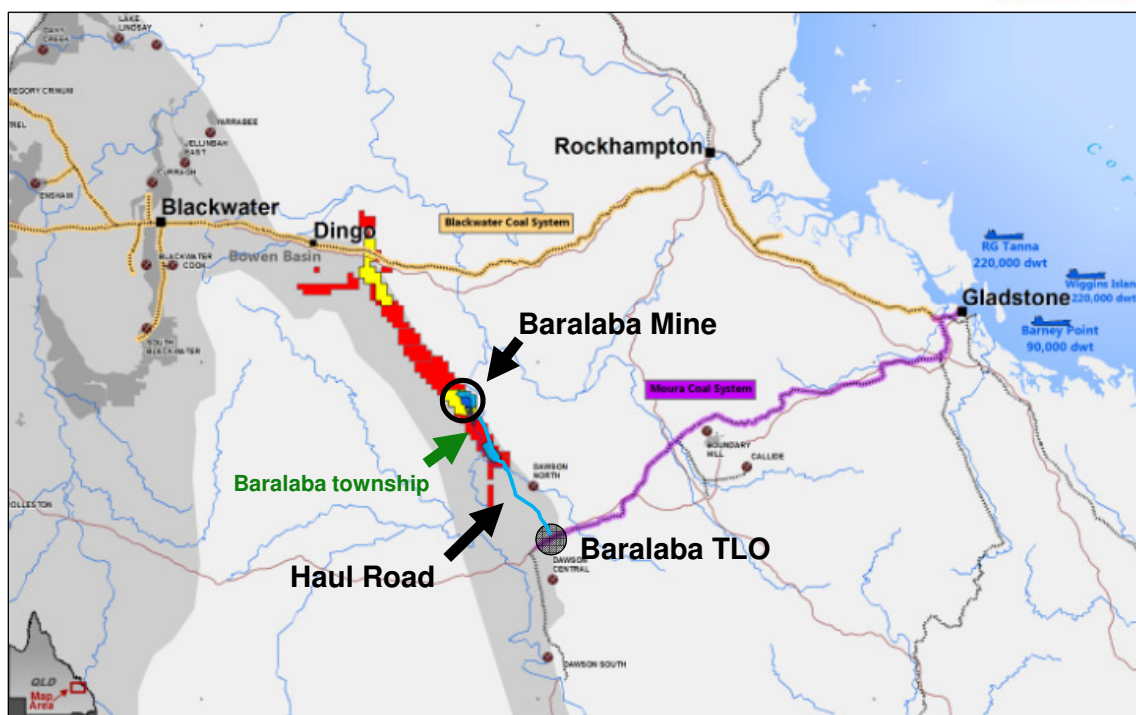 LAKE
LINDSAY
CREEK
GREGORY CRINUM
YARRABEE
JELLINBAH
EAST
CURRAGH
ENSHAM
Rockhampton
Blackwater
Dingo
Blackwater Coal System
Bowen Basin
BLACKWATER
COOK
SOUTH
BLACKWATER
Cor
RG Tanna
220,000 dwt
Wiggins Island
220,000 dwt
Gladstone
Barney Point
90,000 dwt
Baralaba Mine
Moura Coal System
BOUNDARY
HILL
CALLIDE
Baralaba township
DAWSON
NORTH
ROLLESTON
Haul Road
Baralaba TLO
DAWSON
CENTRAL
DAWSON SOUTH
QLD
Map
Area